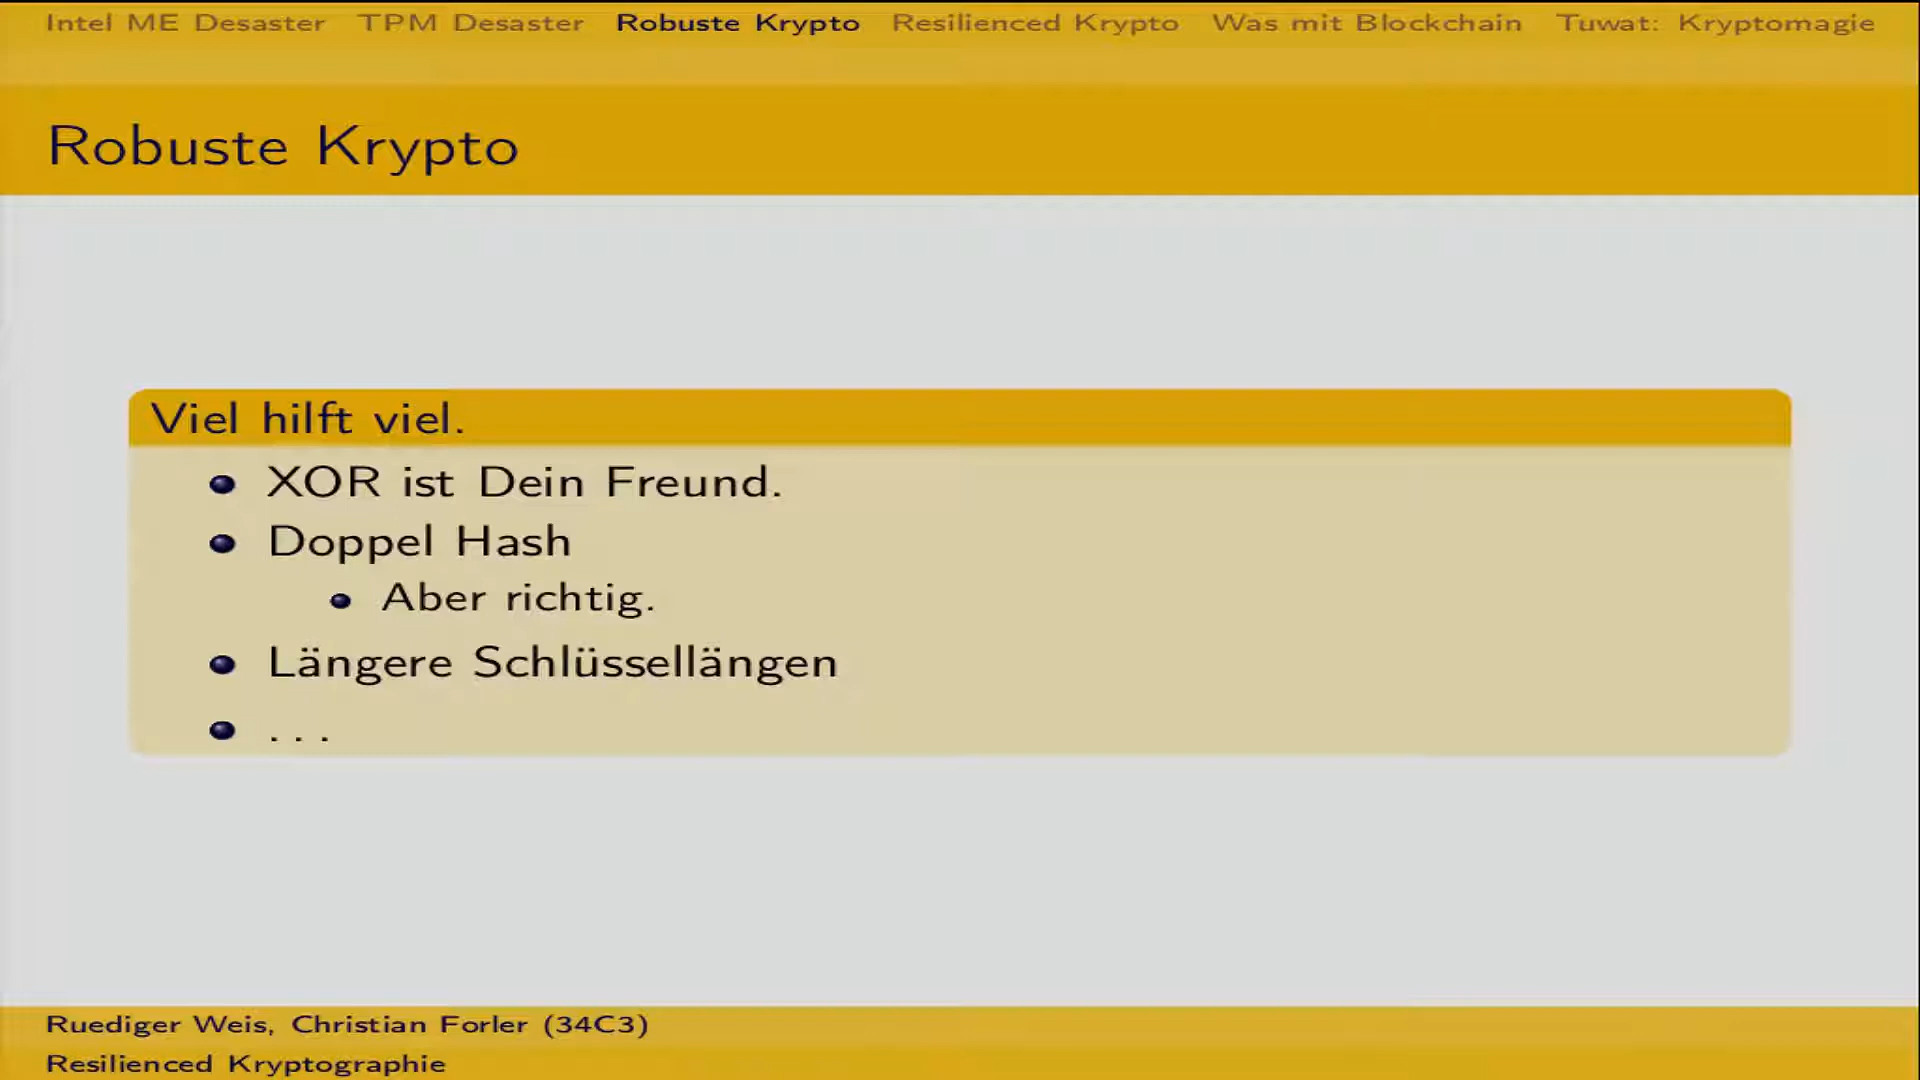 Intel ME Desaster TPM Desaster Robuste Krypto Resilienced Krypto Was mit Blockchain Tuwat: Kryptomagie
Robuste Krypto
Viel hilft viel.
XOR ist Dein Freund.
Doppel Hash
Aber richtig.
Längere Schlüssellängen
...
Ruediger Weis, Christian Forler (34C3)
Resilienced Kryptographie